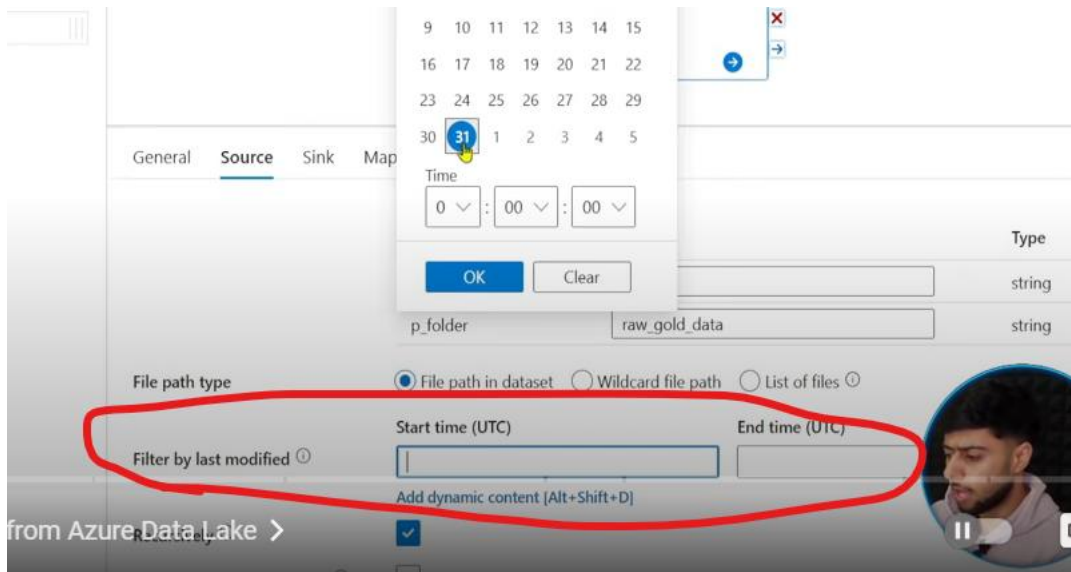 9 10 11 12 13 14 15
16 17 18 19 20 21 22
23 24 25 26 27 28 29
30 31 1 2 3 4 5
General Source Sink Map
Time
0 : 00 : 00
Type
OK Clear
string
p_folder raw_gold_data string
File path type File path in dataset Wildcard file path List of files
Start time (UTC) End time (UTC)
Filter by last modified
Add dynamic content [Alt+Shift+D]
from Azure Data Lake